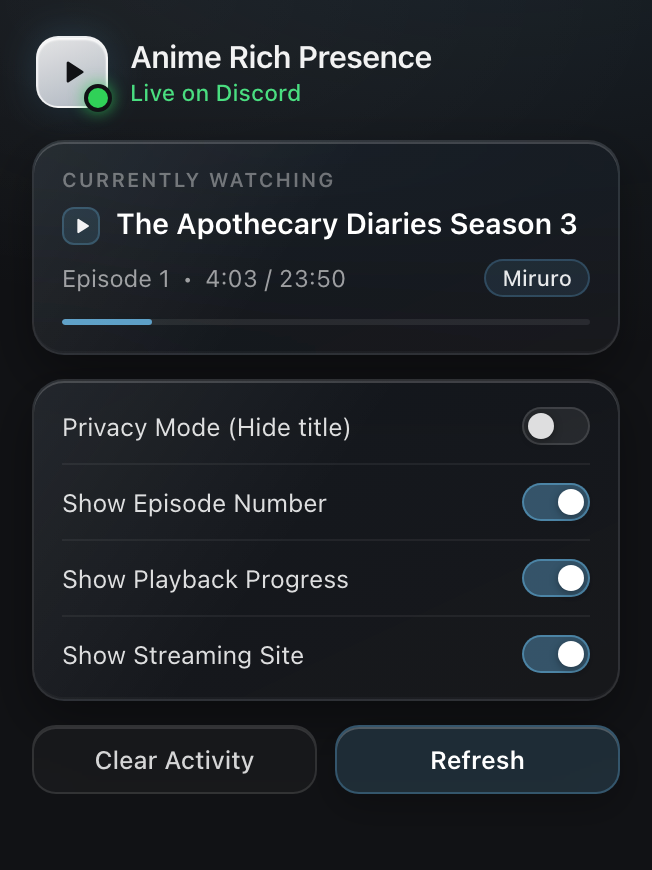 Anime Rich Presence
Live on Discord
CURRENTLY WATCHING
The Apothecary Diaries Season 3
Episode 1 • 4:03 / 23:50
Miruro
Privacy Mode (Hide title)
Show Episode Number
Show Playback Progress
Show Streaming Site
Clear Activity
Refresh